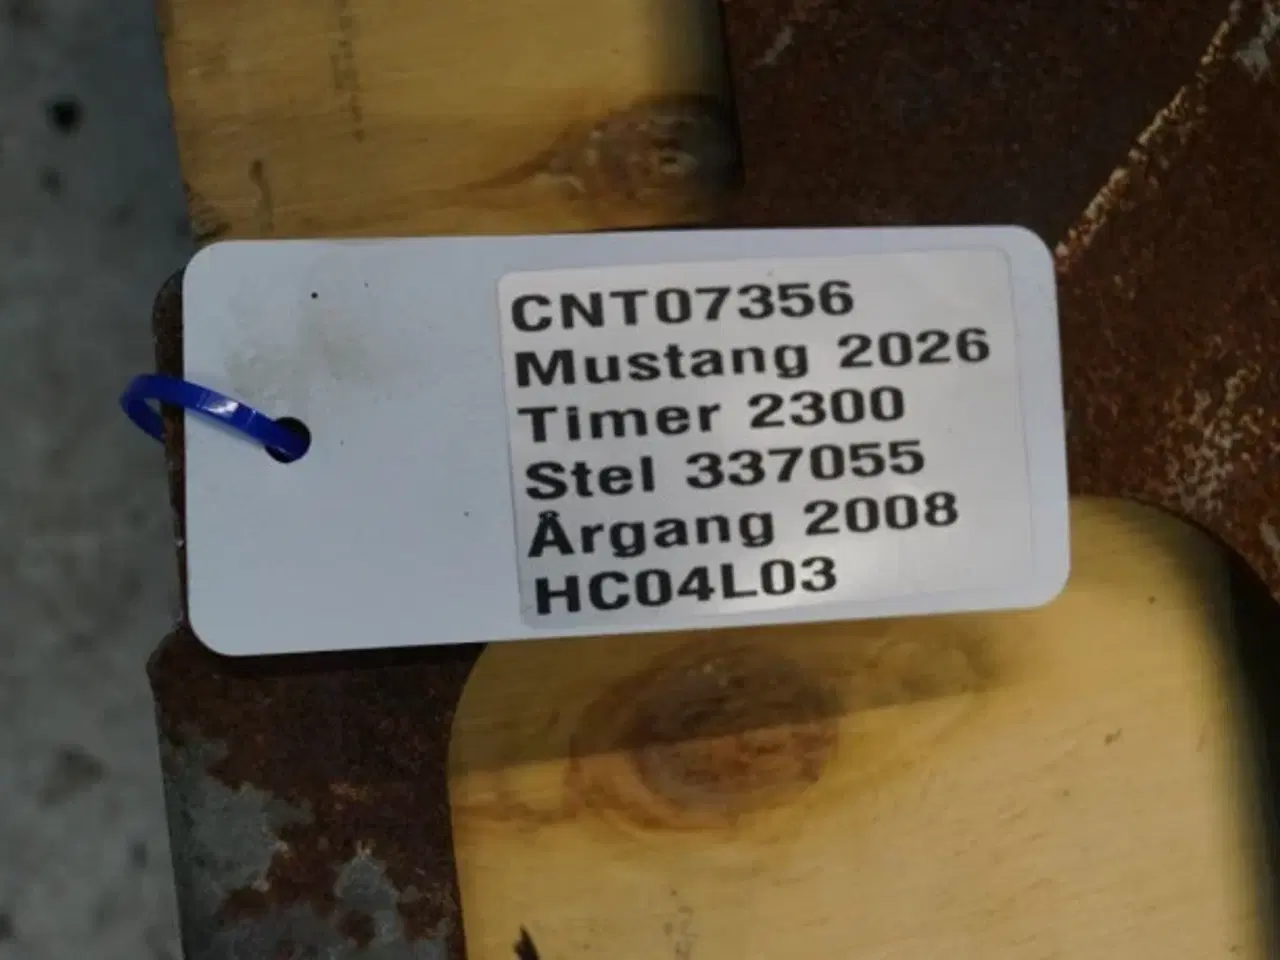 CNT07356
Mustang 2026
Timer 2300
Stel 337055
Årgang 2008
HC04L03